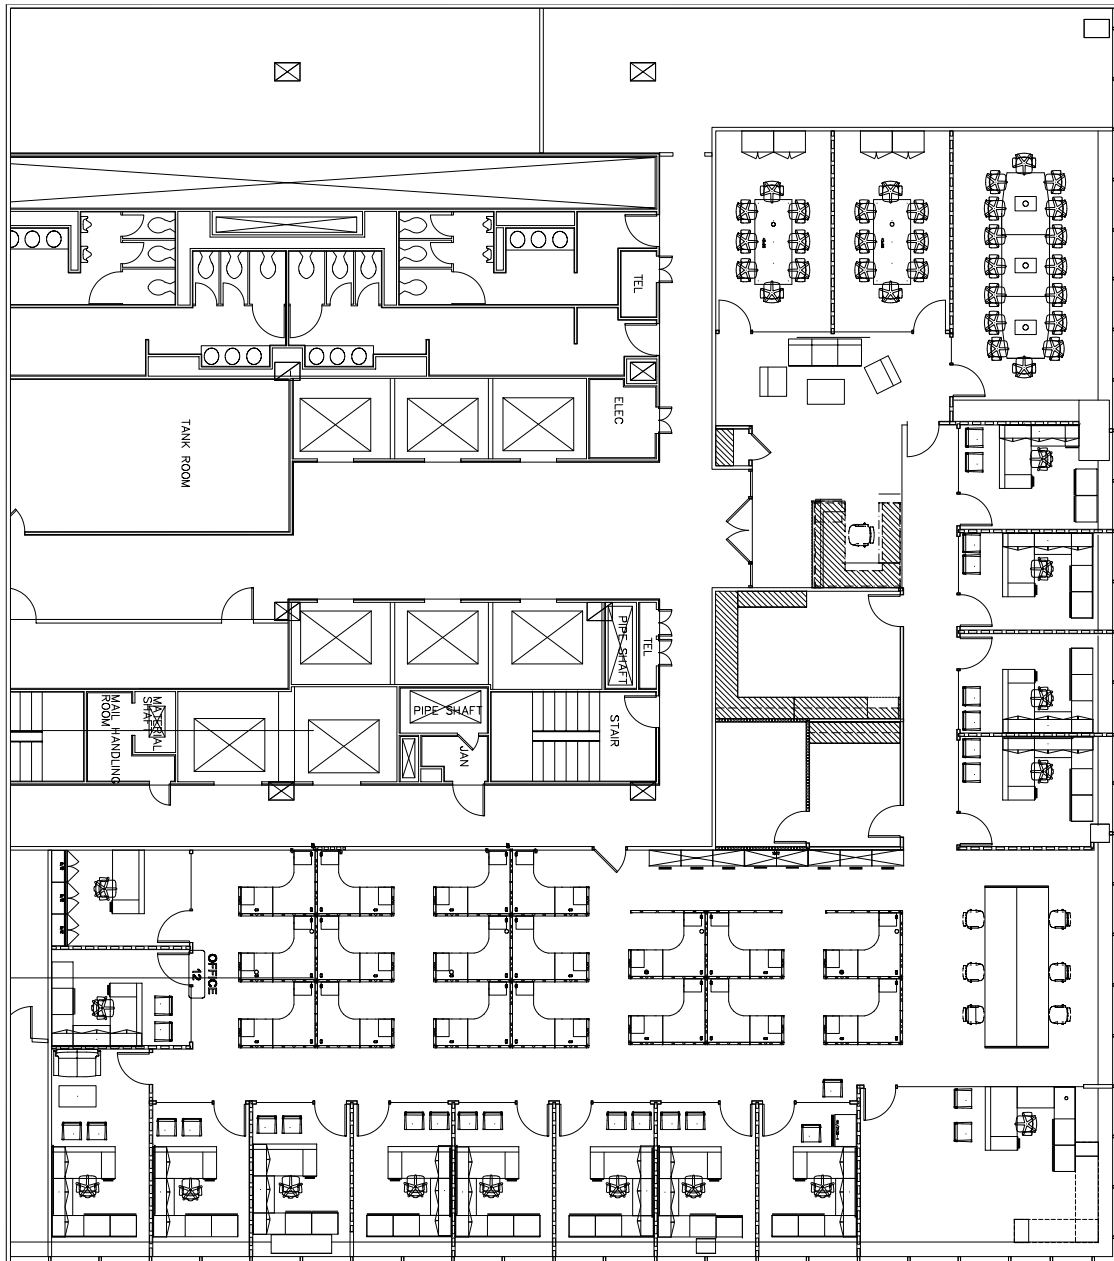 TEL
ELEC
TANK ROOM
PIPE SHAFT
TEL
MATERIAL
SHAFT
MAIL HANDLING
ROOM
PIPE SHAFT
JAN
STAIR
OFFICE
12